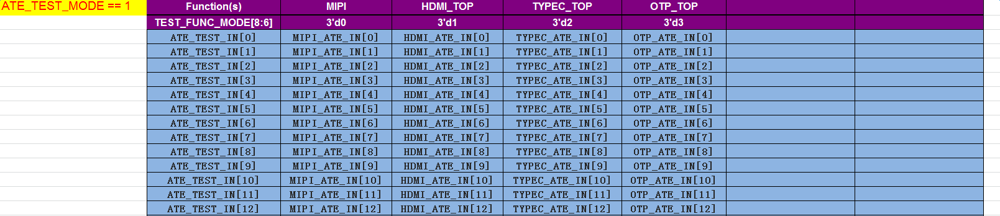 ATE_TEST_MODE == 1 Function(s) MIPI HDMI_TOP TYPEC_TOP OTP_TOP
TEST_FUNC_MODE[8:6] 3'd0 3'd1 3'd2 3'd3
ATE_TEST_IN[0] MIPI_ATE_IN[0] HDMI_ATE_IN[0] TYPEC_ATE_IN[0] OTP_ATE_IN[0]
ATE_TEST_IN[1] MIPI_ATE_IN[1] HDMI_ATE_IN[1] TYPEC_ATE_IN[1] OTP_ATE_IN[1]
ATE_TEST_IN[2] MIPI_ATE_IN[2] HDMI_ATE_IN[2] TYPEC_ATE_IN[2] OTP_ATE_IN[2]
ATE_TEST_IN[3] MIPI_ATE_IN[3] HDMI_ATE_IN[3] TYPEC_ATE_IN[3] OTP_ATE_IN[3]
ATE_TEST_IN[4] MIPI_ATE_IN[4] HDMI_ATE_IN[4] TYPEC_ATE_IN[4] OTP_ATE_IN[4]
ATE_TEST_IN[5] MIPI_ATE_IN[5] HDMI_ATE_IN[5] TYPEC_ATE_IN[5] OTP_ATE_IN[5]
ATE_TEST_IN[6] MIPI_ATE_IN[6] HDMI_ATE_IN[6] TYPEC_ATE_IN[6] OTP_ATE_IN[6]
ATE_TEST_IN[7] MIPI_ATE_IN[7] HDMI_ATE_IN[7] TYPEC_ATE_IN[7] OTP_ATE_IN[7]
ATE_TEST_IN[8] MIPI_ATE_IN[8] HDMI_ATE_IN[8] TYPEC_ATE_IN[8] OTP_ATE_IN[8]
ATE_TEST_IN[9] MIPI_ATE_IN[9] HDMI_ATE_IN[9] TYPEC_ATE_IN[9] OTP_ATE_IN[9]
ATE_TEST_IN[10] MIPI_ATE_IN[10] HDMI_ATE_IN[10] TYPEC_ATE_IN[10] OTP_ATE_IN[10]
ATE_TEST_IN[11] MIPI_ATE_IN[11] HDMI_ATE_IN[11] TYPEC_ATE_IN[11] OTP_ATE_IN[11]
ATE_TEST_IN[12] MIPI_ATE_IN[12] HDMI_ATE_IN[12] TYPEC_ATE_IN[12] OTP_ATE_IN[12]